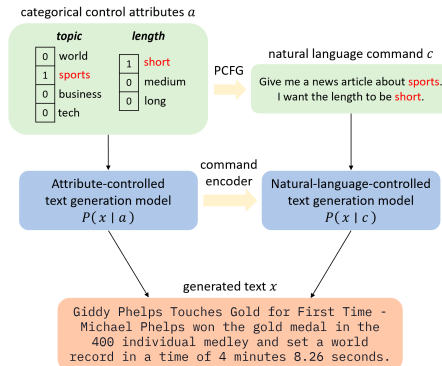 categorical control attributes a
topic
length
0 world
1 sports
0 business
0 tech
1 short
0 medium
0 long
PCFG
natural language command c
Give me a news article about sports.
I want the length to be short.
Attribute-controlled
text generation model
P(x | a)
command
encoder
Natural-language-controlled
text generation model
P(x | c)
generated text x
Giddy Phelps Touches Gold for First Time -
Michael Phelps won the gold medal in the
400 individual medley and set a world
record in a time of 4 minutes 8.26 seconds.